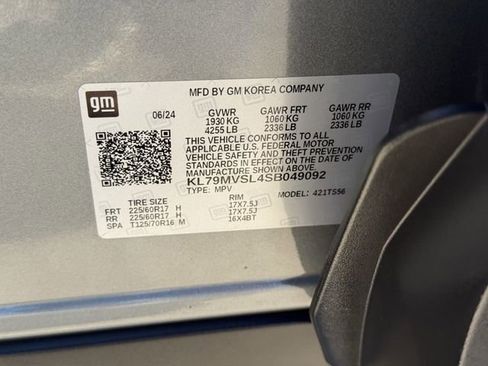 gm
MFD BY GM KOREA COMPANY
06/24 GVWR GAWR FRT GAWR RR
1930 KG 1060 KG 1060 KG
4255 LB 2336 LB 2336 LB
THIS VEHICLE CONFORMS TO ALL
APPLICABLE U.S. FEDERAL MOTOR
VEHICLE SAFETY AND THEFT PREVENTION
STANDARDS IN EFFECT ON THE DATE OF
MANUFACTURE SHOWN ABOVE.
KL79MVSL4SB049092
TYPE: MPV MODEL: 421TS56
TIRE SIZE RIM
FRT 225/60R17 H 17X7.5J
RR 225/60R17 H 17X7.5J
SPA T125/70R16 M 16X4BT